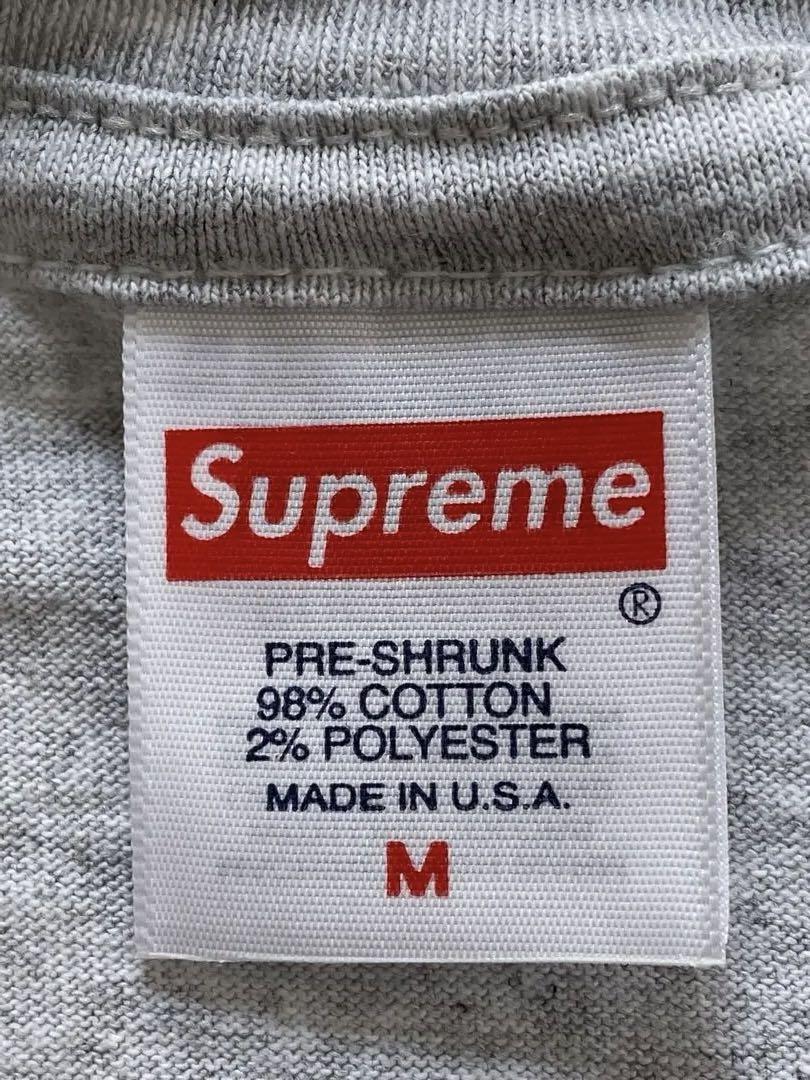 Supreme
®
PRE-SHRUNK
98% COTTON
2% POLYESTER
MADE IN U.S.A.
M